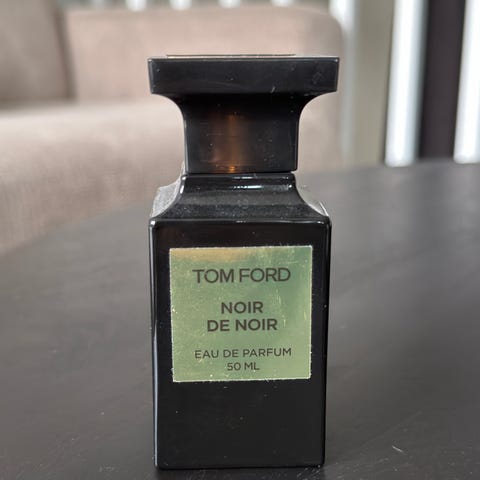 TOM FORD
NOIR
DE NOIR
EAU DE PARFUM
50 ML